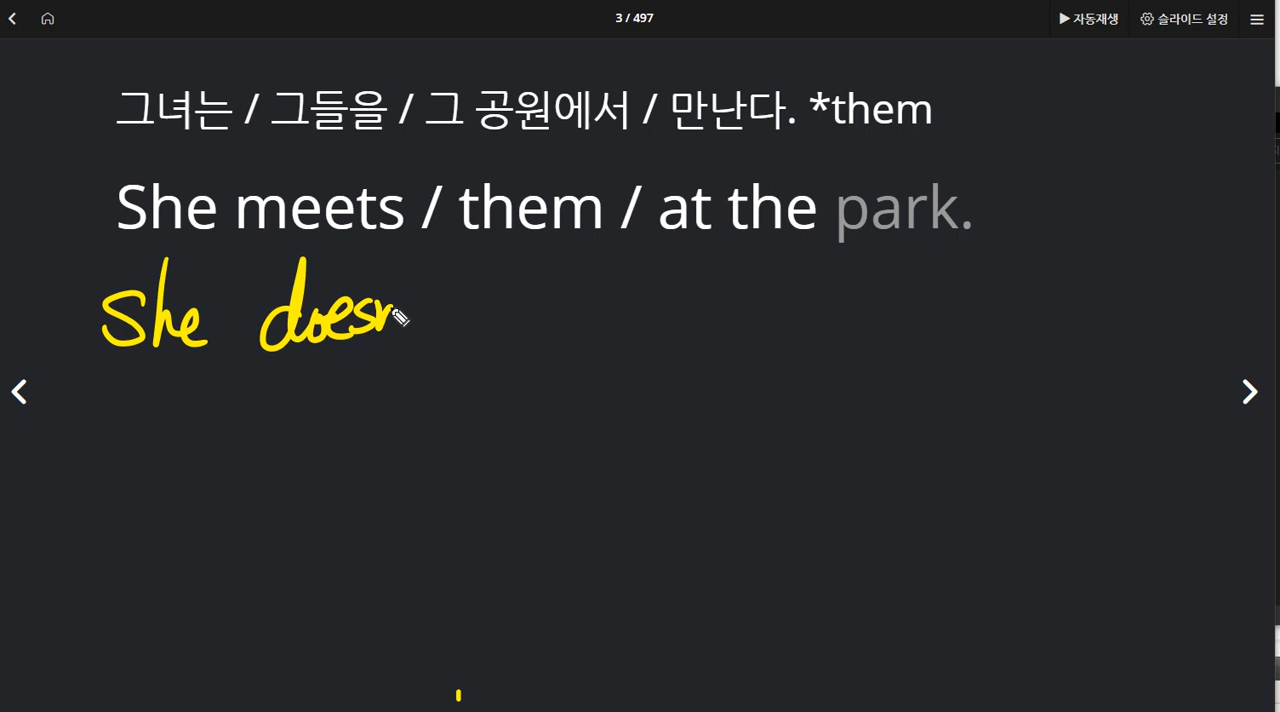 3 / 497
▶ 자동재생
슬라이드 설정
그녀는 / 그들을 / 그 공원에서 / 만난다. *them
She meets / them / at the park.
She doesn